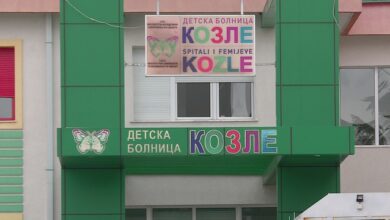 ДЕТСКА БОЛНИЦА
КОЗЛЕ
SPITALI I FEMIJEVE
KOZLE
ДЕТСКА
БОЛНИЦА
КОЗЛЕ